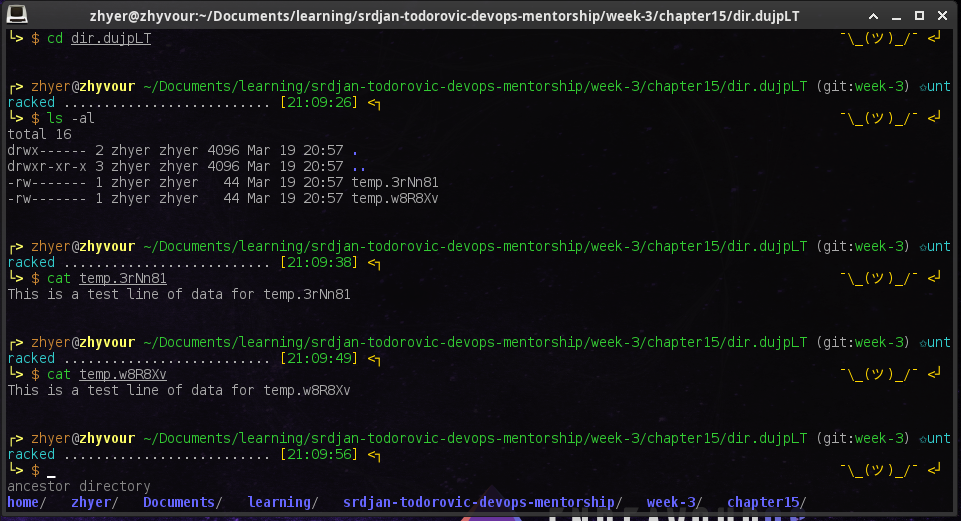 zhyer@zhyvour:~/Documents/learning/srdjan-todorovic-devops-mentorship/week-3/chapter15/dir.dujpLT
└> $ cd dir.dujpLT ¯\_(ツ)_/¯ <┘
┌> zhyer@zhyvour ~/Documents/learning/srdjan-todorovic-devops-mentorship/week-3/chapter15/dir.dujpLT (git:week-3) ✩unt
racked .......................... [21:09:26] <┐
└> $ ls -al ¯\_(ツ)_/¯ <┘
total 16
drwx------ 2 zhyer zhyer 4096 Mar 19 20:57 .
drwxr-xr-x 3 zhyer zhyer 4096 Mar 19 20:57 ..
-rw------- 1 zhyer zhyer   44 Mar 19 20:57 temp.3rNn81
-rw------- 1 zhyer zhyer   44 Mar 19 20:57 temp.w8R8Xv
┌> zhyer@zhyvour ~/Documents/learning/srdjan-todorovic-devops-mentorship/week-3/chapter15/dir.dujpLT (git:week-3) ✩unt
racked .......................... [21:09:38] <┐
└> $ cat temp.3rNn81 ¯\_(ツ)_/¯ <┘
This is a test line of data for temp.3rNn81
┌> zhyer@zhyvour ~/Documents/learning/srdjan-todorovic-devops-mentorship/week-3/chapter15/dir.dujpLT (git:week-3) ✩unt
racked .......................... [21:09:49] <┐
└> $ cat temp.w8R8Xv ¯\_(ツ)_/¯ <┘
This is a test line of data for temp.w8R8Xv
┌> zhyer@zhyvour ~/Documents/learning/srdjan-todorovic-devops-mentorship/week-3/chapter15/dir.dujpLT (git:week-3) ✩unt
racked .......................... [21:09:56] <┐
└> $ _ ¯\_(ツ)_/¯ <┘
ancestor directory
home/ zhyer/ Documents/ learning/ srdjan-todorovic-devops-mentorship/ week-3/ chapter15/